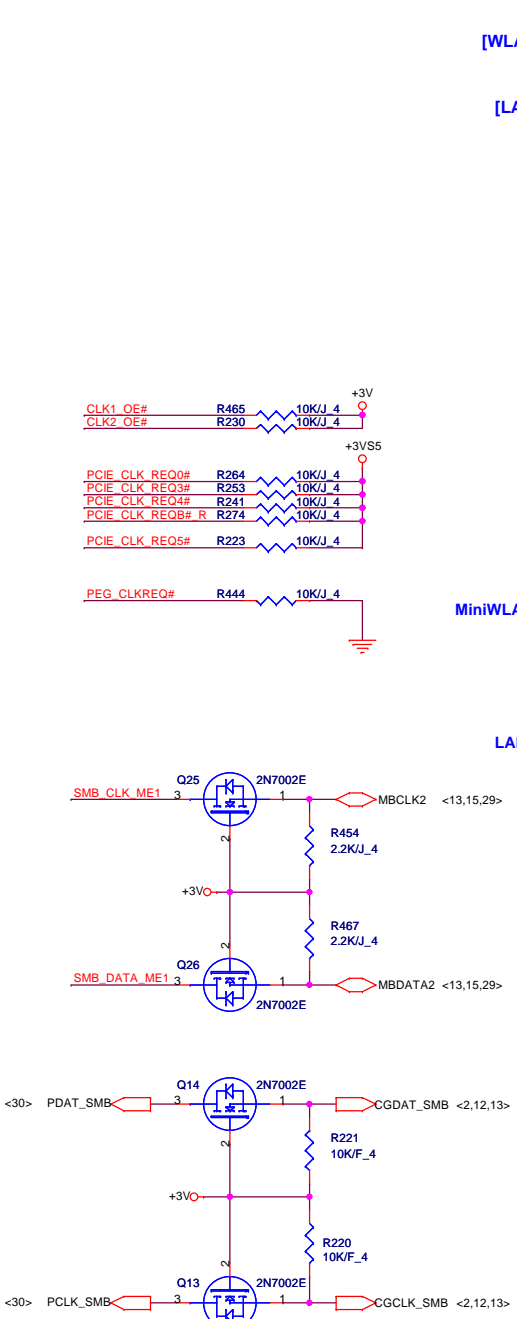 [WLA
[LA
+3V
CLK1_OE# R465 10K/J_4
CLK2_OE# R230 10K/J_4
+3VS5
PCIE_CLK_REQ0# R264 10K/J_4
PCIE_CLK_REQ3# R253 10K/J_4
PCIE_CLK_REQ4# R241 10K/J_4
PCIE_CLK_REQB#_R R274 10K/J_4
PCIE_CLK_REQ5# R223 10K/J_4
PEG_CLKREQ# R444 10K/J_4
MiniWLA
LA
Q25 2N7002E
SMB_CLK_ME1 3 1 MBCLK2 <13,15,29>
2
R454
2.2K/J_4
+3V
R467
2.2K/J_4
2
Q26
SMB_DATA_ME1 3 1 MBDATA2 <13,15,29>
2N7002E
Q14 2N7002E
<30> PDAT_SMB 3 1 CGDAT_SMB <2,12,13>
2
R221
10K/F_4
+3V
R220
10K/F_4
2
Q13 2N7002E
<30> PCLK_SMB 3 1 CGCLK_SMB <2,12,13>